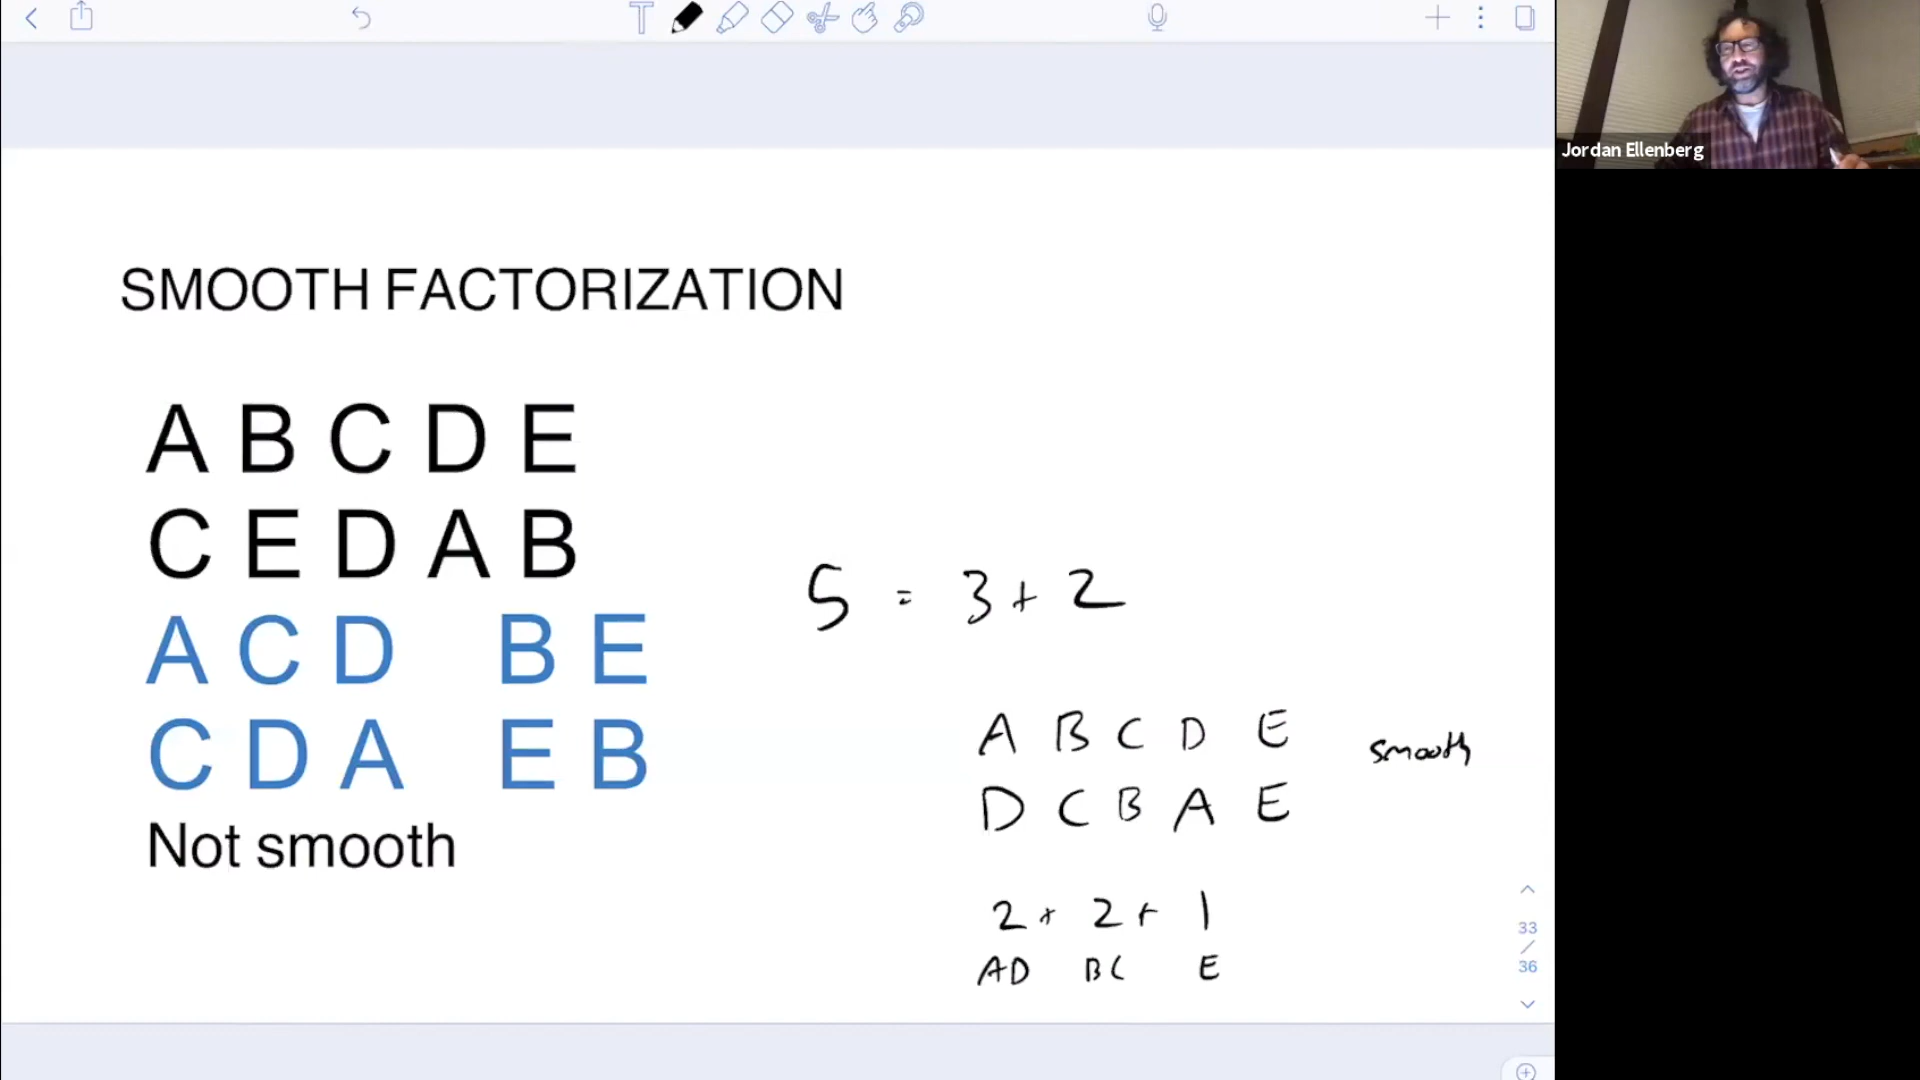 Jordan Ellenberg
SMOOTH FACTORIZATION
A B C D E
C E D A B
A C D B E
C D A E B
Not smooth
5 = 3 + 2
A B C D E
smooth
D C B A E
2 + 2 + 1
AD BC E
33
/
36